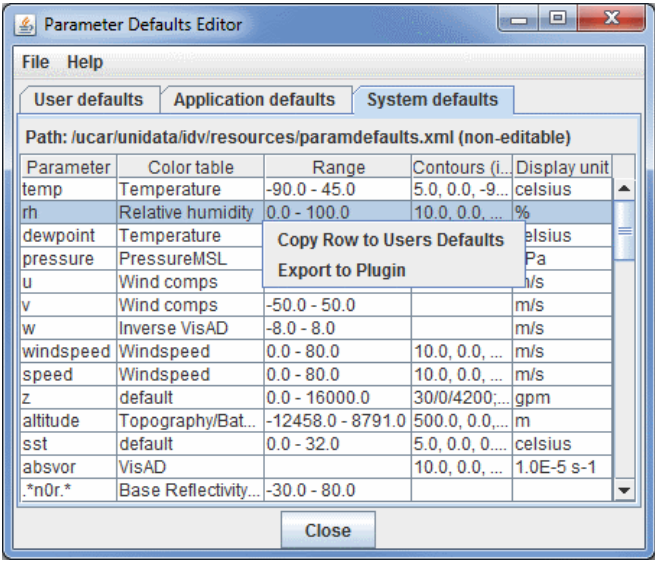 Parameter Defaults Editor
File Help
User defaults Application defaults System defaults
Path: /ucar/unidata/idv/resources/paramdefaults.xml (non-editable)
Parameter Color table Range Contours (i... Display unit
temp Temperature -90.0 - 45.0 5.0, 0.0, -9... celsius
rh Relative humidity 0.0 - 100.0 10.0, 0.0, ... %
dewpoint Temperature Copy Row to Users Defaults elsius
pressure PressureMSL Export to Plugin Pa
u Wind comps m/s
v Wind comps -50.0 - 50.0 m/s
w Inverse VisAD -8.0 - 8.0 m/s
windspeed Windspeed 0.0 - 80.0 10.0, 0.0, ... m/s
speed Windspeed 0.0 - 80.0 10.0, 0.0, ... m/s
z default 0.0 - 16000.0 30/0/4200;... gpm
altitude Topography/Bat... -12458.0 - 8791.0 500.0, 0.0,... m
sst default 0.0 - 32.0 5.0, 0.0, 0.... celsius
absvor VisAD 10.0, 0.0, ... 1.0E-5 s-1
.*n0r.* Base Reflectivity... -30.0 - 80.0
Close